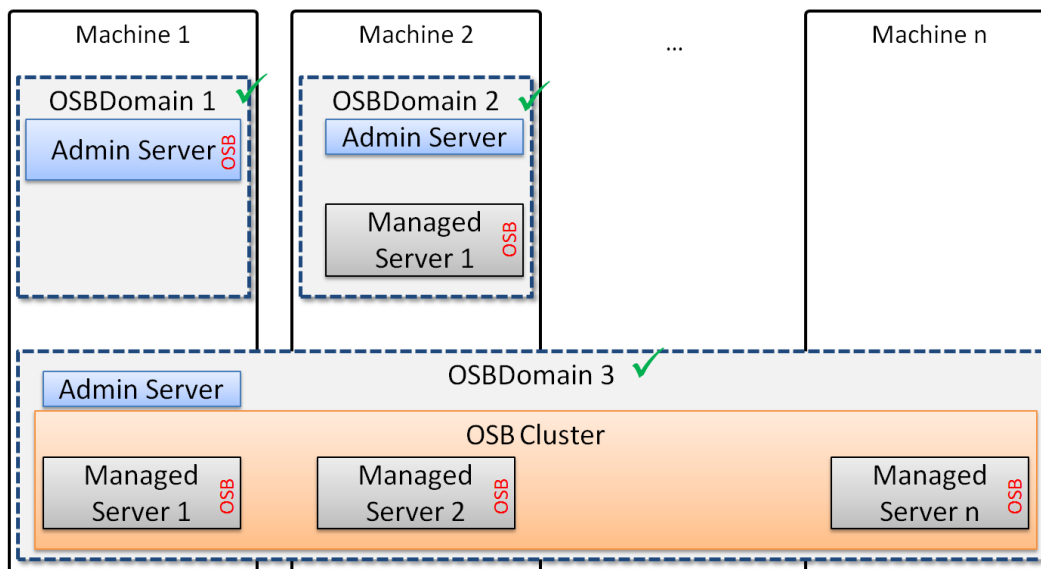 Machine 1
Machine 2
...
Machine n
OSBDomain 1
Admin Server
OSB
OSBDomain 2
Admin Server
Managed
Server 1
OSB
OSBDomain 3
Admin Server
OSB Cluster
Managed
Server 1
OSB
Managed
Server 2
OSB
Managed
Server n
OSB